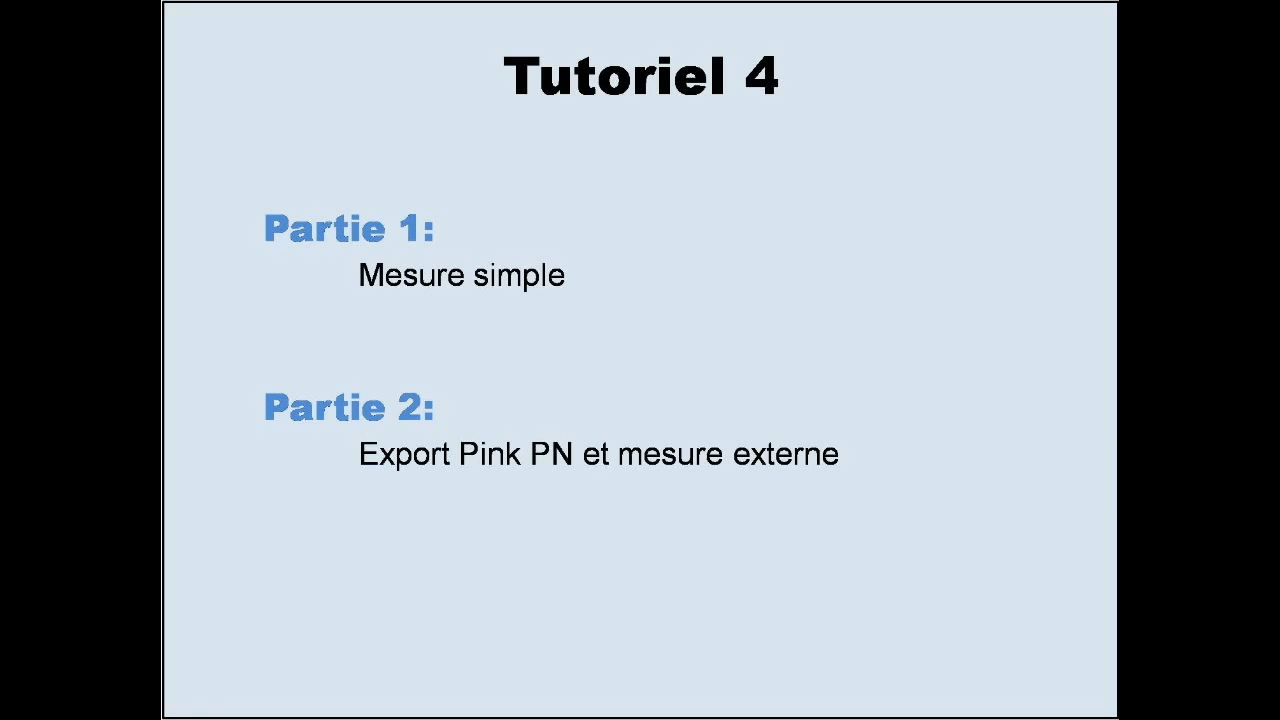 Tutoriel 4
Partie 1:
Mesure simple
Partie 2:
Export Pink PN et mesure externe